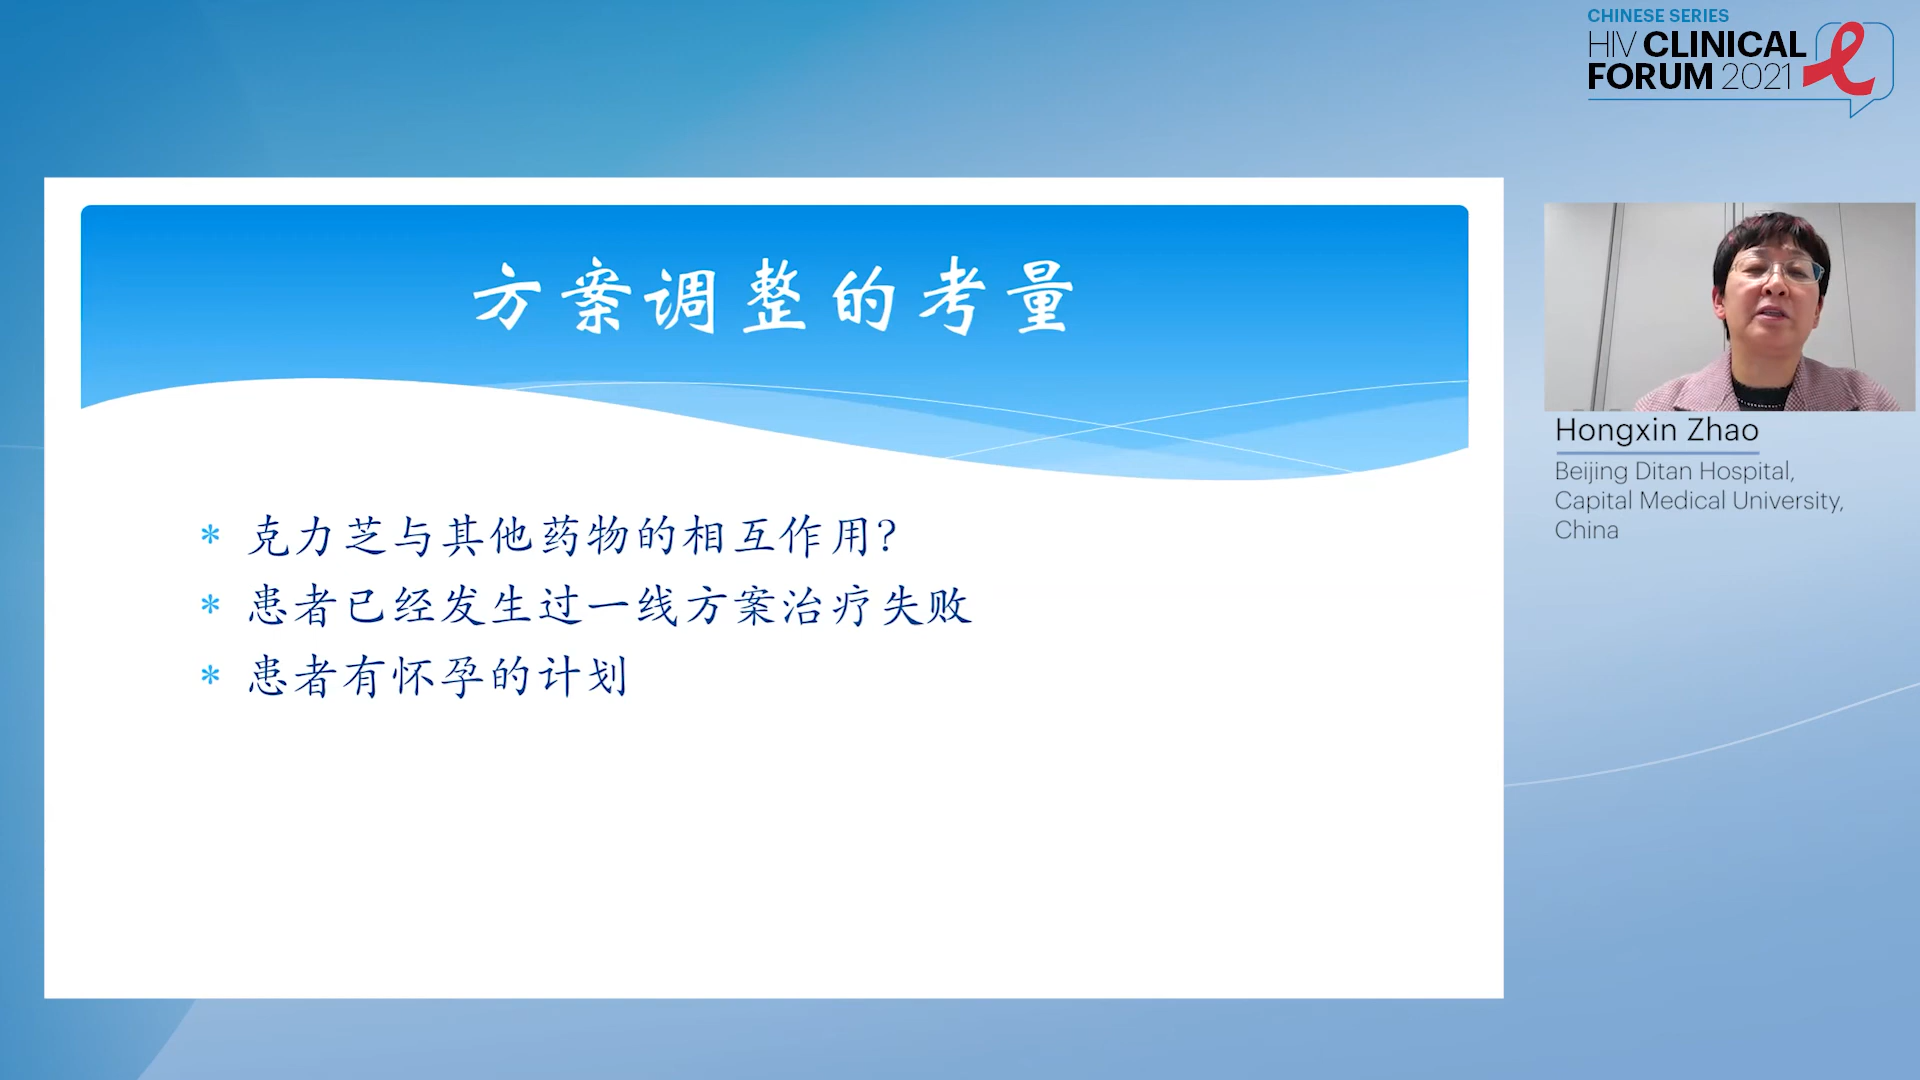 CHINESE SERIES
HIV CLINICAL
FORUM 2021
方案调整的考量
* 克力芝与其他药物的相互作用?
* 患者已经发生过一线方案治疗失败
* 患者有怀孕的计划
Hongxin Zhao
Beijing Ditan Hospital,
Capital Medical University,
China